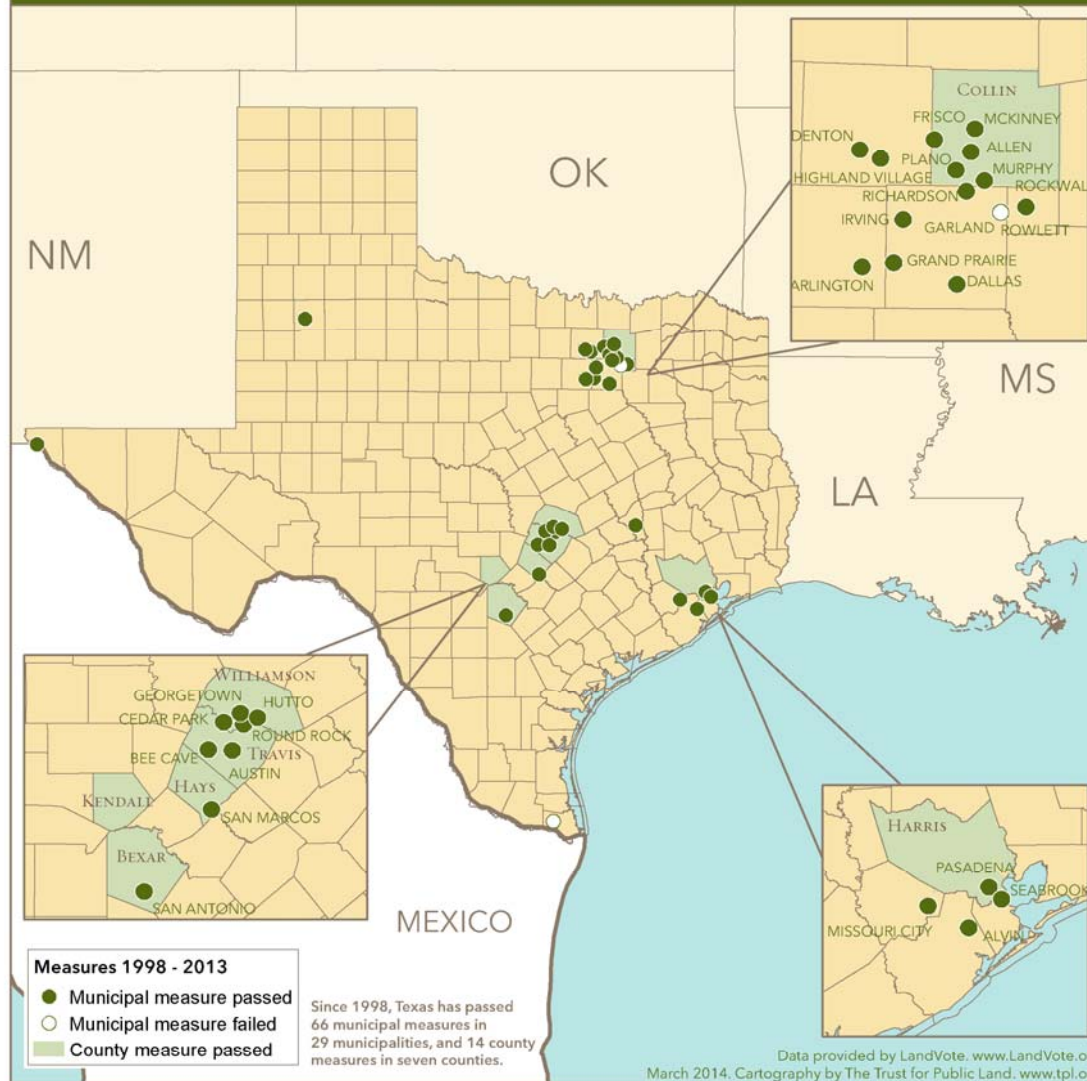 COLLIN
FRISCO
MCKINNEY
DENTON
ALLEN
PLANO
MURPHY
HIGHLAND VILLAGE
ROCKWAL
RICHARDSON
IRVING
GARLAND
ROWLETT
GRAND PRAIRIE
ARLINGTON
DALLAS
OK
NM
MS
LA
WILLIAMSON
GEORGETOWN
HUTTO
CEDAR PARK
ROUND ROCK
BEE CAVE
TRAVIS
AUSTIN
HAYS
KENDALL
SAN MARCOS
BEXAR
SAN ANTONIO
HARRIS
PASADENA
SEABROOK
MISSOURI CITY
ALVIN
MEXICO
Measures 1998 - 2013
Municipal measure passed
Municipal measure failed
County measure passed
Since 1998, Texas has passed
66 municipal measures in
29 municipalities, and 14 county
measures in seven counties.
Data provided by LandVote. www.LandVote.o
March 2014. Cartography by The Trust for Public Land. www.tpl.o